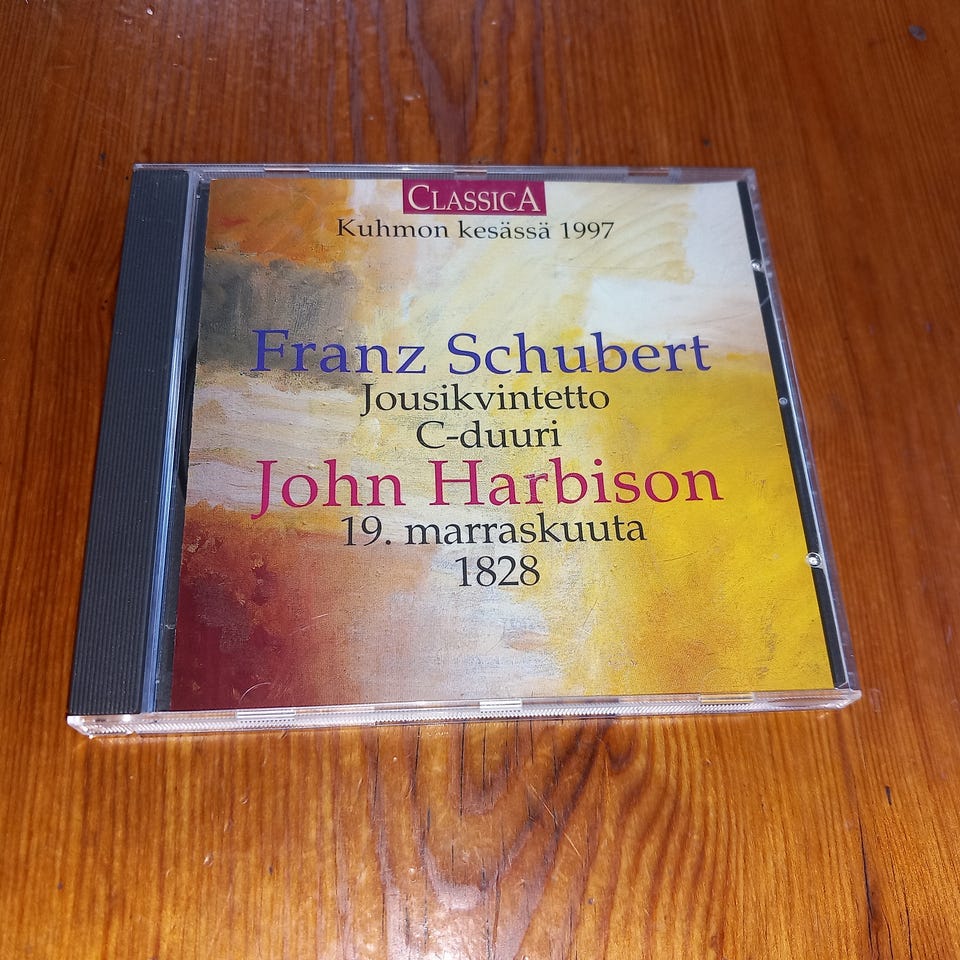 CLASSICA
Kuhmon kesässä 1997
Franz Schubert
Jousikvintetto
C-duuri
John Harbison
19. marraskuuta
1828